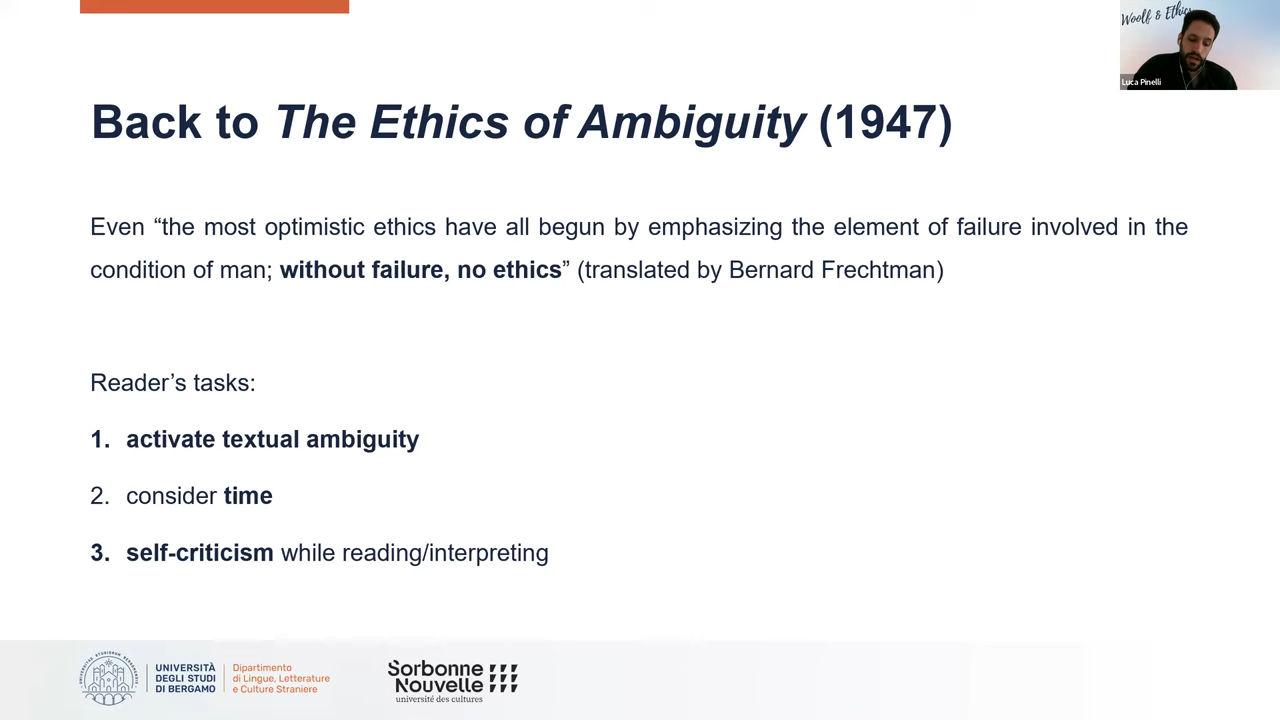 Woolf & Ethics
Luca Pinelli
Back to The Ethics of Ambiguity (1947)
Even “the most optimistic ethics have all begun by emphasizing the element of failure involved in the
condition of man; without failure, no ethics” (translated by Bernard Frechtman)
Reader’s tasks:
1. activate textual ambiguity
2. consider time
3. self-criticism while reading/interpreting
UNIVERSITÀ
DEGLI STUDI
DI BERGAMO
Dipartimento
di Lingue, Letterature
e Culture Straniere
Sorbonne
Nouvelle
université des cultures